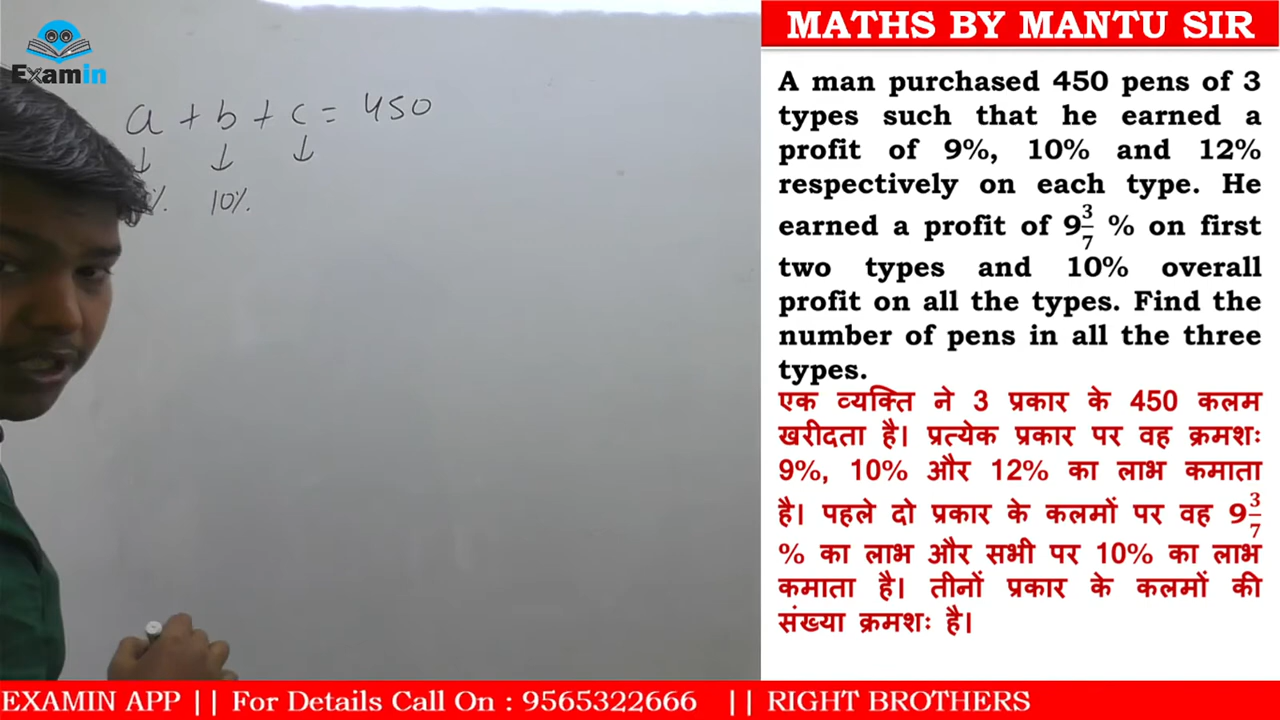 Examin
a + b + c = 450
↓ ↓ ↓
% 10%
MATHS BY MANTU SIR
A man purchased 450 pens of 3
types such that he earned a
profit of 9%, 10% and 12%
respectively on each type. He
earned a profit of 9 3/7 % on first
two types and 10% overall
profit on all the types. Find the
number of pens in all the three
types.
एक व्यक्ति ने 3 प्रकार के 450 कलम
खरीदता है। प्रत्येक प्रकार पर वह क्रमशः
9%, 10% और 12% का लाभ कमाता
है। पहले दो प्रकार के कलमों पर वह 9 3/7
% का लाभ और सभी पर 10% का लाभ
कमाता है। तीनों प्रकार के कलमों की
संख्या क्रमशः है।
EXAMIN APP || For Details Call On : 9565322666 || RIGHT BROTHERS